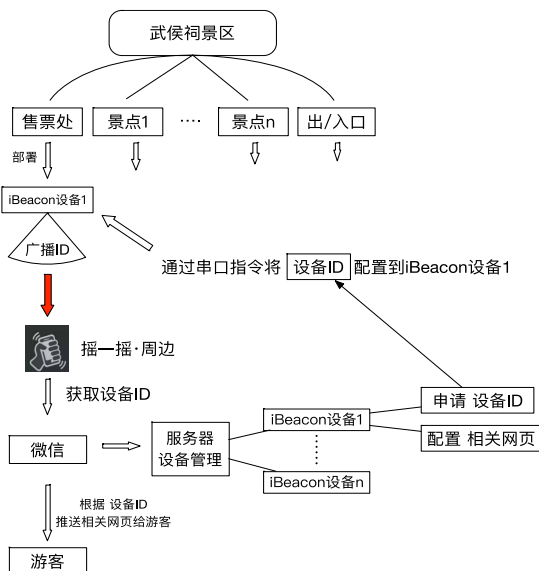 武侯祠景区
售票处
景点1
····
景点n
出/入口
部署
iBeacon设备1
广播ID
通过串口指令将 设备ID 配置到iBeacon设备1
摇一摇·周边
获取设备ID
申请 设备ID
iBeacon设备1
配置 相关网页
微信
服务器
设备管理
iBeacon设备n
根据 设备ID
推送相关网页给游客
游客